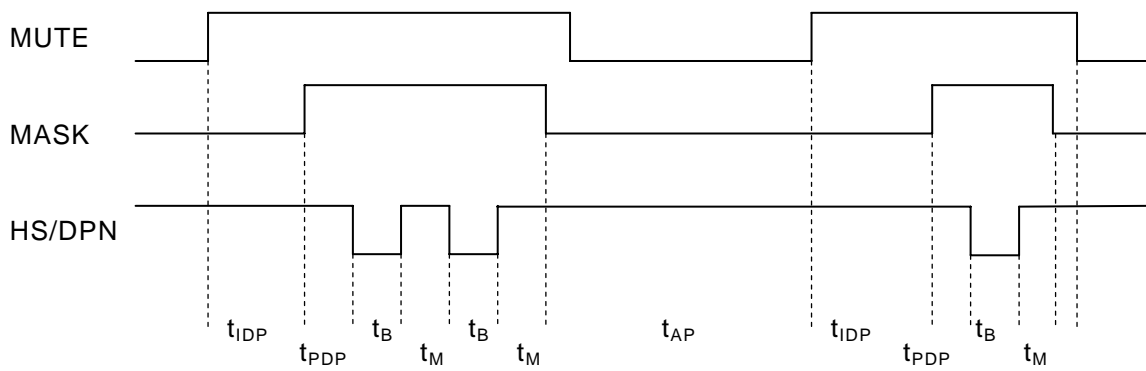 MUTE
MASK
HS/DPN
tIDP tB tB tAP tIDP tB
tPDP tM tM tPDP tM